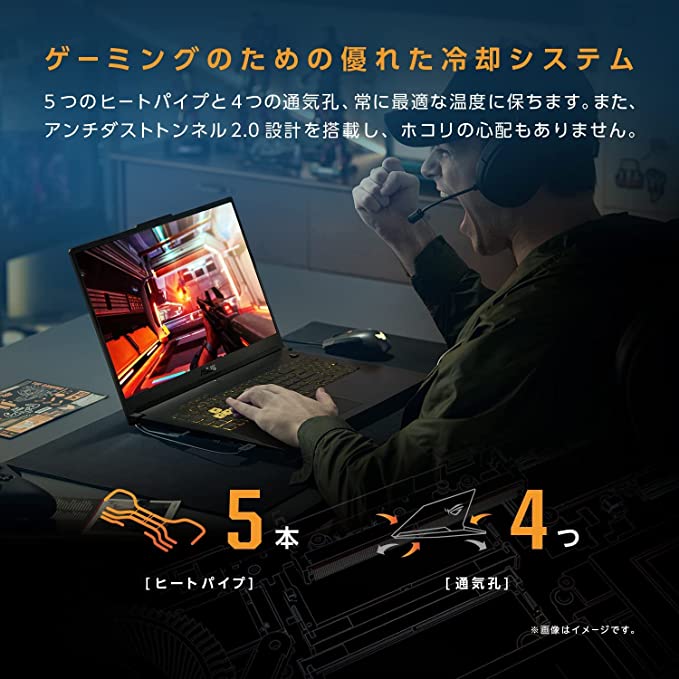 ゲーミングのための優れた冷却システム
5つのヒートパイプと4つの通気孔、常に最適な温度に保ちます。また、
アンチダストトンネル2.0 設計を搭載し、ホコリの心配もありません。
5本
4つ
[ヒートパイプ]
[通気孔]
※画像はイメージです。